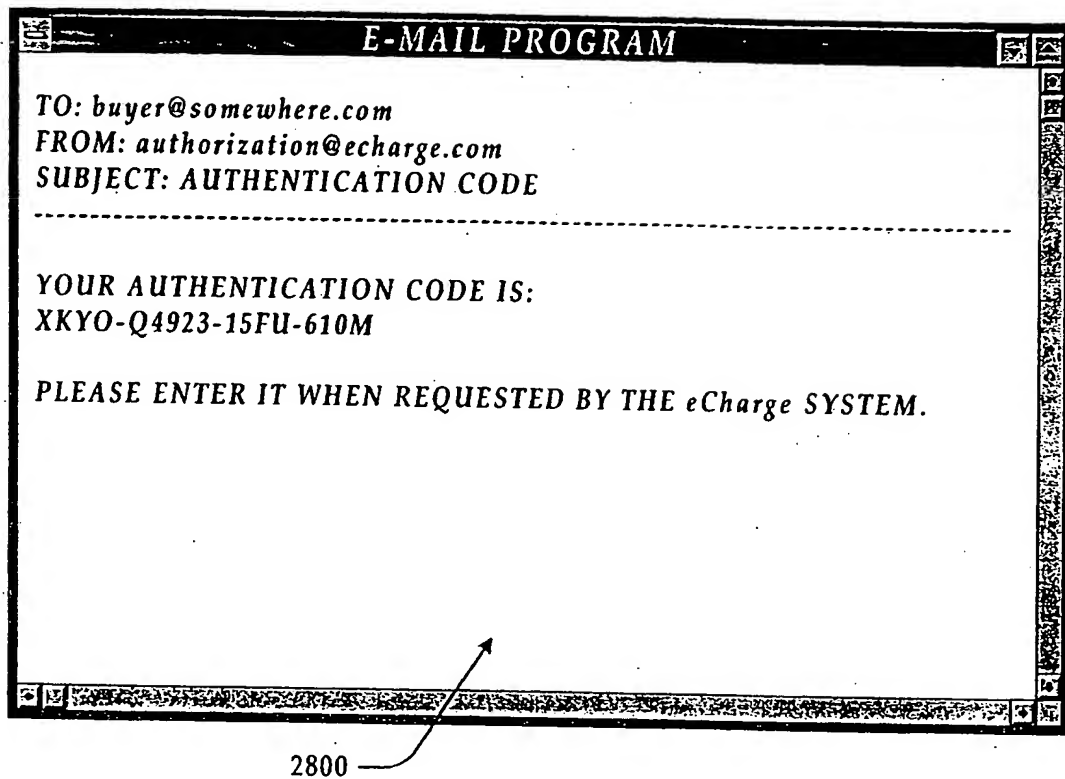 E-MAIL PROGRAM
TO: buyer@somewhere.com
FROM: authorization@echarge.com
SUBJECT: AUTHENTICATION CODE
YOUR AUTHENTICATION CODE IS:
XKYO-Q4923-15FU-610M
PLEASE ENTER IT WHEN REQUESTED BY THE eCharge SYSTEM.
2800